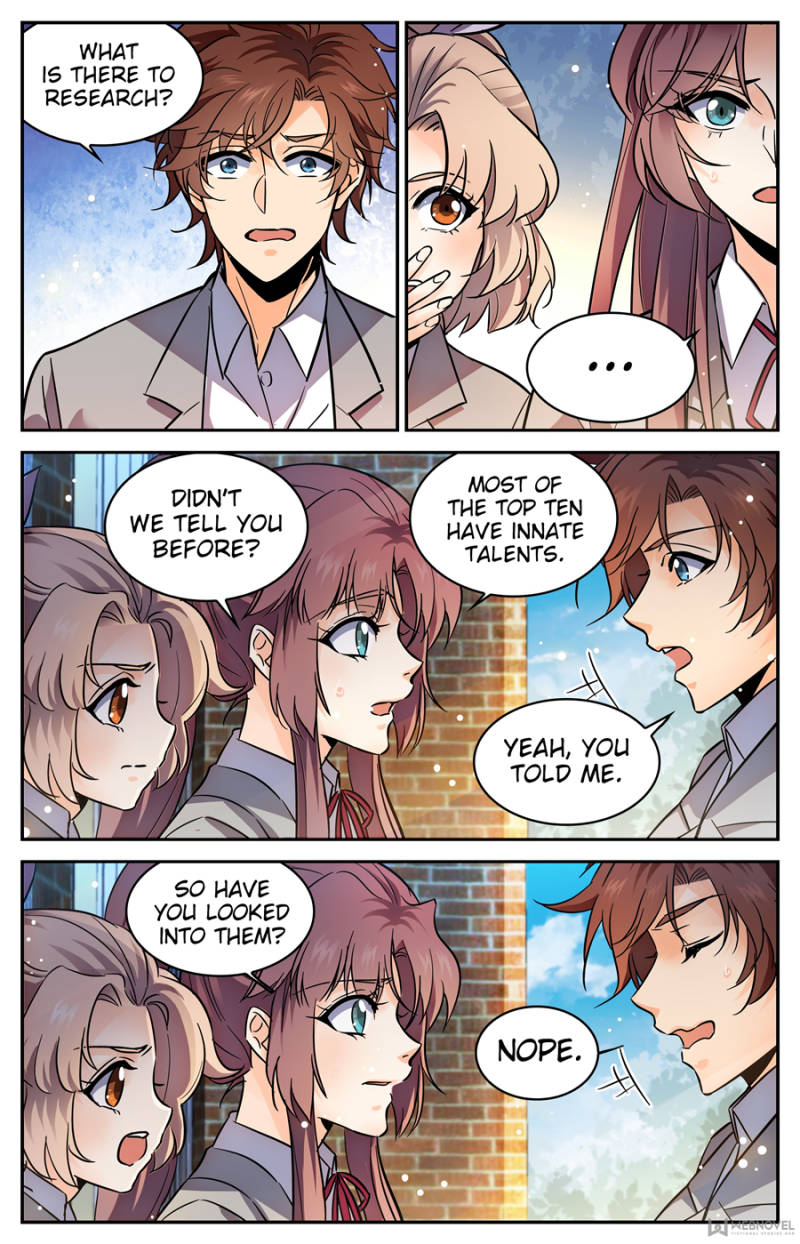 WHAT
IS THERE TO
RESEARCH?
...
DIDN'T
WE TELL YOU
BEFORE?
MOST OF
THE TOP TEN
HAVE INNATE
TALENTS.
YEAH, YOU
TOLD ME.
SO HAVE
YOU LOOKED
INTO THEM?
NOPE.
WEBNOVEL